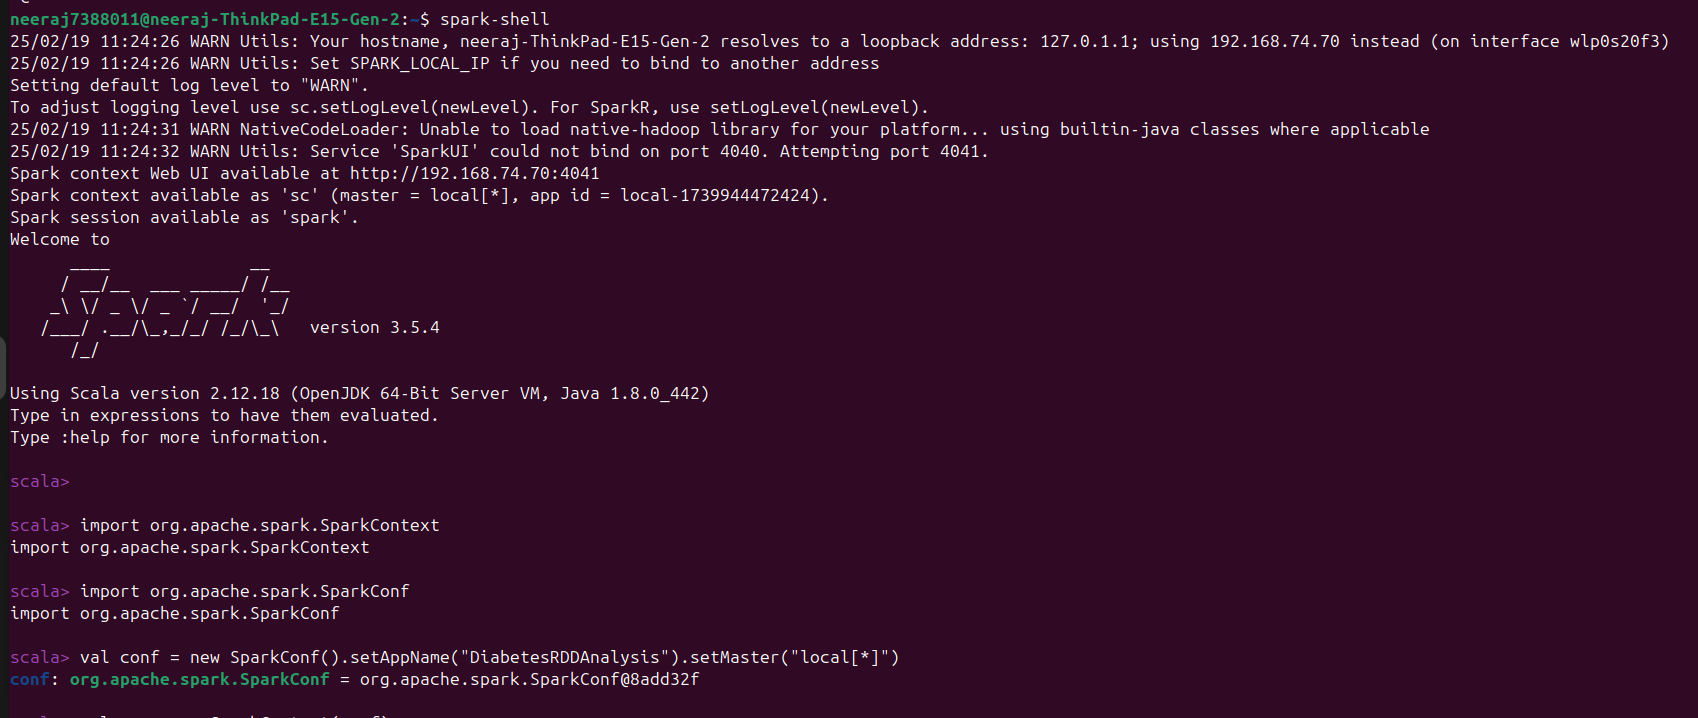 neeraj7388011@neeraj-ThinkPad-E15-Gen-2:~$ spark-shell
25/02/19 11:24:26 WARN Utils: Your hostname, neeraj-ThinkPad-E15-Gen-2 resolves to a loopback address: 127.0.1.1; using 192.168.74.70 instead (on interface wlp0s20f3)
25/02/19 11:24:26 WARN Utils: Set SPARK_LOCAL_IP if you need to bind to another address
Setting default log level to "WARN".
To adjust logging level use sc.setLogLevel(newLevel). For SparkR, use setLogLevel(newLevel).
25/02/19 11:24:31 WARN NativeCodeLoader: Unable to load native-hadoop library for your platform... using builtin-java classes where applicable
25/02/19 11:24:32 WARN Utils: Service 'SparkUI' could not bind on port 4040. Attempting port 4041.
Spark context Web UI available at http://192.168.74.70:4041
Spark context available as 'sc' (master = local[*], app id = local-1739944472424).
Spark session available as 'spark'.
Welcome to
      ____              __
     / __/__  ___ _____/ /__
    _\ \/ _ \/ _ `/ __/  '_/
   /___/ .__/\_,_/_/ /_/\_\   version 3.5.4
      /_/
Using Scala version 2.12.18 (OpenJDK 64-Bit Server VM, Java 1.8.0_442)
Type in expressions to have them evaluated.
Type :help for more information.
scala>
scala> import org.apache.spark.SparkContext
import org.apache.spark.SparkContext
scala> import org.apache.spark.SparkConf
import org.apache.spark.SparkConf
scala> val conf = new SparkConf().setAppName("DiabetesRDDAnalysis").setMaster("local[*]")
conf: org.apache.spark.SparkConf = org.apache.spark.SparkConf@8add32f